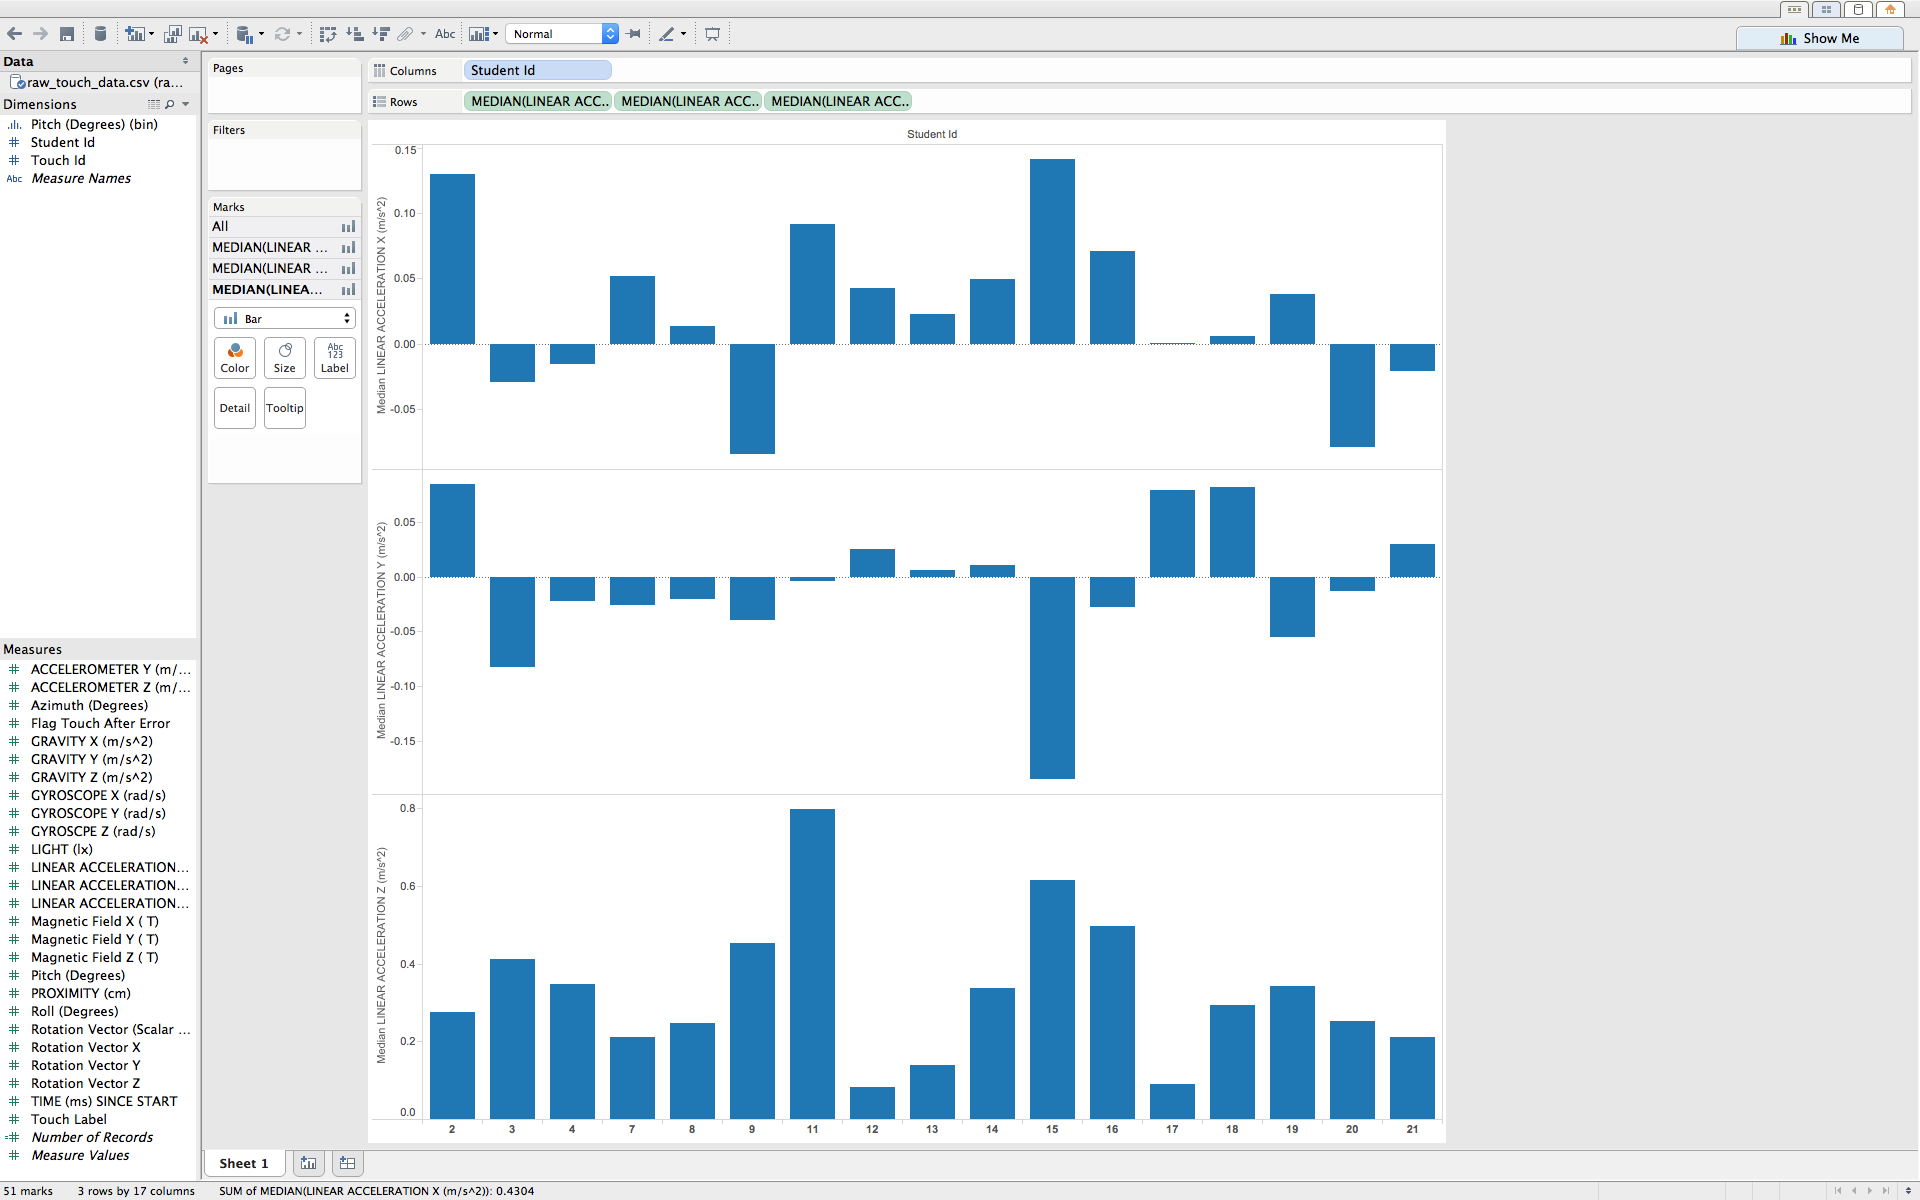 Abc
Normal
Show Me
Data
raw_touch_data.csv (ra...
Dimensions
Pitch (Degrees) (bin)
Student Id
Touch Id
Abc Measure Names
Measures
ACCELEROMETER Y (m/...
ACCELEROMETER Z (m/...
Azimuth (Degrees)
Flag Touch After Error
GRAVITY X (m/s^2)
GRAVITY Y (m/s^2)
GRAVITY Z (m/s^2)
GYROSCOPE X (rad/s)
GYROSCOPE Y (rad/s)
GYROSCPE Z (rad/s)
LIGHT (lx)
LINEAR ACCELERATION...
LINEAR ACCELERATION...
LINEAR ACCELERATION...
Magnetic Field X ( T)
Magnetic Field Y ( T)
Magnetic Field Z ( T)
Pitch (Degrees)
PROXIMITY (cm)
Roll (Degrees)
Rotation Vector (Scalar ...
Rotation Vector X
Rotation Vector Y
Rotation Vector Z
TIME (ms) SINCE START
Touch Label
Number of Records
Measure Values
Pages
Filters
Marks
All
MEDIAN(LINEAR ...
MEDIAN(LINEAR ...
MEDIAN(LINEA...
Bar
Color
Size
Abc
123
Label
Detail
Tooltip
Columns
Student Id
Rows
MEDIAN(LINEAR ACC..
MEDIAN(LINEAR ACC..
MEDIAN(LINEAR ACC..
Student Id
Median LINEAR ACCELERATION X (m/s^2)
0.15
0.10
0.05
0.00
-0.05
Median LINEAR ACCELERATION Y (m/s^2)
0.05
0.00
-0.05
-0.10
-0.15
Median LINEAR ACCELERATION Z (m/s^2)
0.8
0.6
0.4
0.2
0.0
2 3 4 7 8 9 11 12 13 14 15 16 17 18 19 20 21
Sheet 1
51 marks
3 rows by 17 columns
SUM of MEDIAN(LINEAR ACCELERATION X (m/s^2)): 0.4304